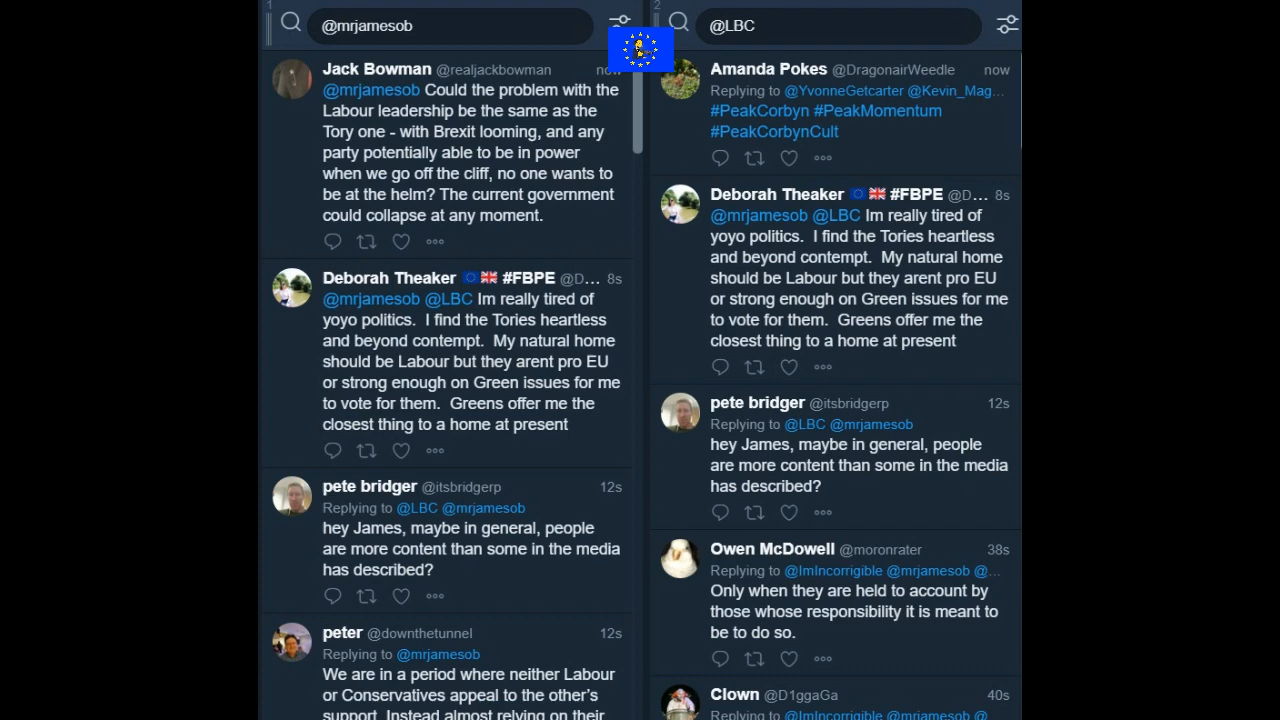 1
@mrjamesob
Jack Bowman @realjackbowman now
@mrjamesob Could the problem with the
Labour leadership be the same as the
Tory one - with Brexit looming, and any
party potentially able to be in power
when we go off the cliff, no one wants to
be at the helm? The current government
could collapse at any moment.
Deborah Theaker #FBPE @D... 8s
@mrjamesob @LBC Im really tired of
yoyo politics.  I find the Tories heartless
and beyond contempt.  My natural home
should be Labour but they arent pro EU
or strong enough on Green issues for me
to vote for them.  Greens offer me the
closest thing to a home at present
pete bridger @itsbridgerp 12s
Replying to @LBC @mrjamesob
hey James, maybe in general, people
are more content than some in the media
has described?
peter @downthetunnel 12s
Replying to @mrjamesob
We are in a period where neither Labour
or Conservatives appeal to the other's
support. Instead almost relying on their
2
@LBC
Amanda Pokes @DragonairWeedle now
Replying to @YvonneGetcarter @Kevin_Mag...
#PeakCorbyn #PeakMomentum
#PeakCorbynCult
Deborah Theaker #FBPE @D... 8s
@mrjamesob @LBC Im really tired of
yoyo politics.  I find the Tories heartless
and beyond contempt.  My natural home
should be Labour but they arent pro EU
or strong enough on Green issues for me
to vote for them.  Greens offer me the
closest thing to a home at present
pete bridger @itsbridgerp 12s
Replying to @LBC @mrjamesob
hey James, maybe in general, people
are more content than some in the media
has described?
Owen McDowell @moronrater 38s
Replying to @ImIncorrigible @mrjamesob @...
Only when they are held to account by
those whose responsibility it is meant to
be to do so.
Clown @D1ggaGa 40s
Replying to @ImIncorrigible @mrjamesob @